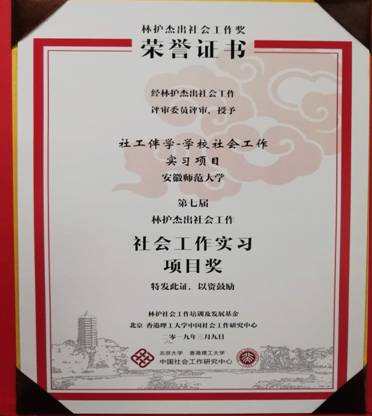 林护杰出社会工作奖
荣誉证书
经林护杰出社会工作
评审委员评审，授予
社工伴学-学校社会工作
实习项目
安徽师范大学
第七届
林护杰出社会工作
社会工作实习
项目奖
特发此证，以资鼓励
林护社会工作培训及发展基金
北京 香港理工大学中国社会工作研究中心
二〇一九年三月九日
北京大学 香港理工大学
中国社会工作研究中心